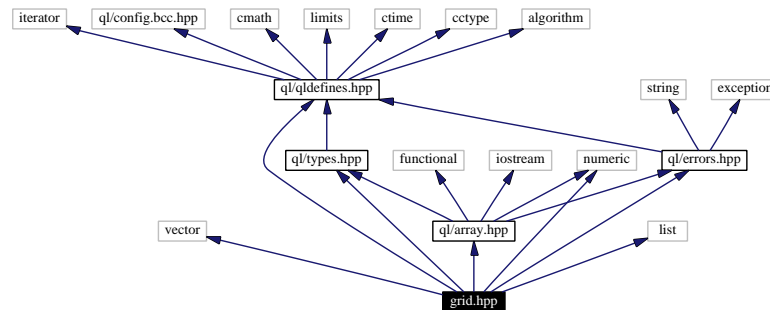 iterator
ql/config.bcc.hpp
cmath
limits
ctime
cctype
algorithm
ql/qldefines.hpp
string
exception
ql/types.hpp
functional
iostream
numeric
ql/errors.hpp
vector
ql/array.hpp
list
grid.hpp